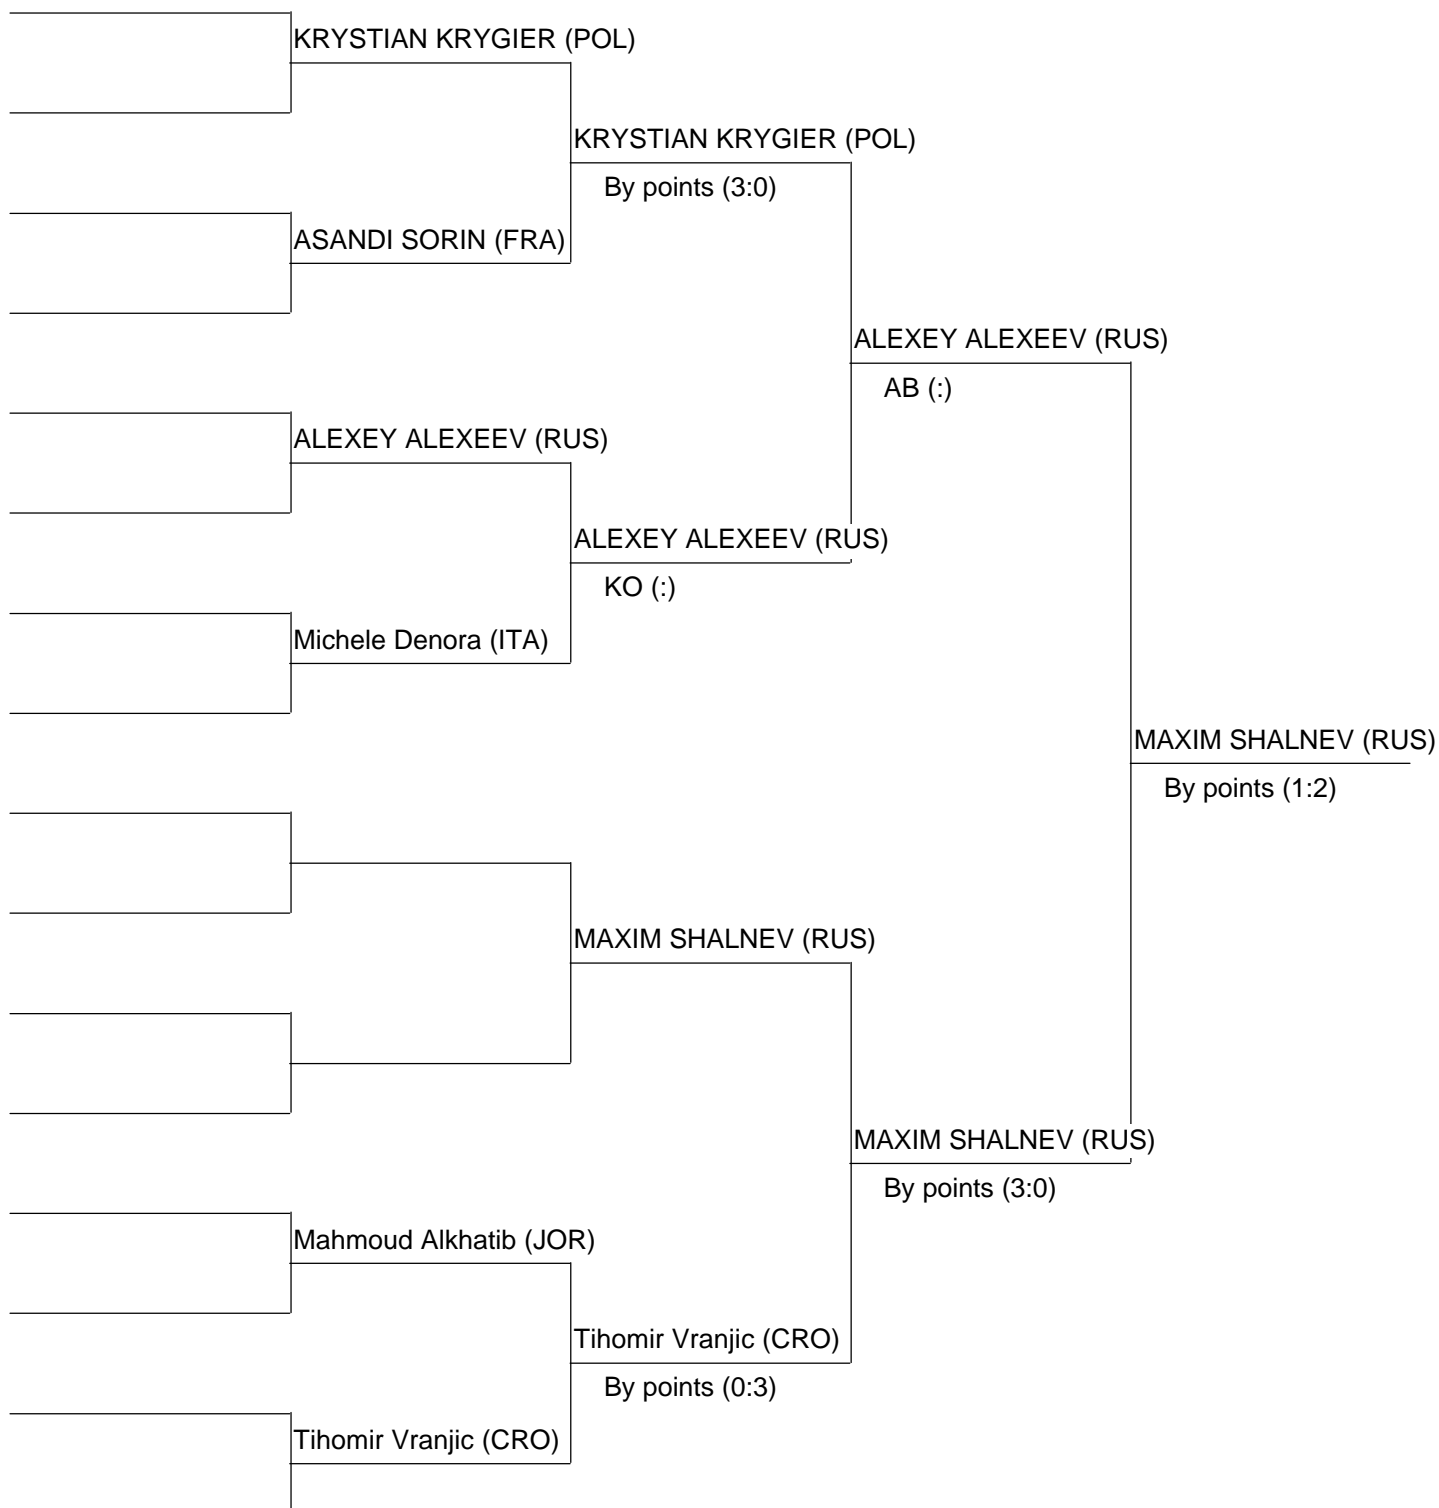 KRYSTIAN KRYGIER (POL)
KRYSTIAN KRYGIER (POL)
By points (3:0)
ASANDI SORIN (FRA)
ALEXEY ALEXEEV (RUS)
AB (:)
ALEXEY ALEXEEV (RUS)
ALEXEY ALEXEEV (RUS)
KO (:)
Michele Denora (ITA)
MAXIM SHALNEV (RUS)
By points (1:2)
MAXIM SHALNEV (RUS)
MAXIM SHALNEV (RUS)
By points (3:0)
Mahmoud Alkhatib (JOR)
Tihomir Vranjic (CRO)
By points (0:3)
Tihomir Vranjic (CRO)